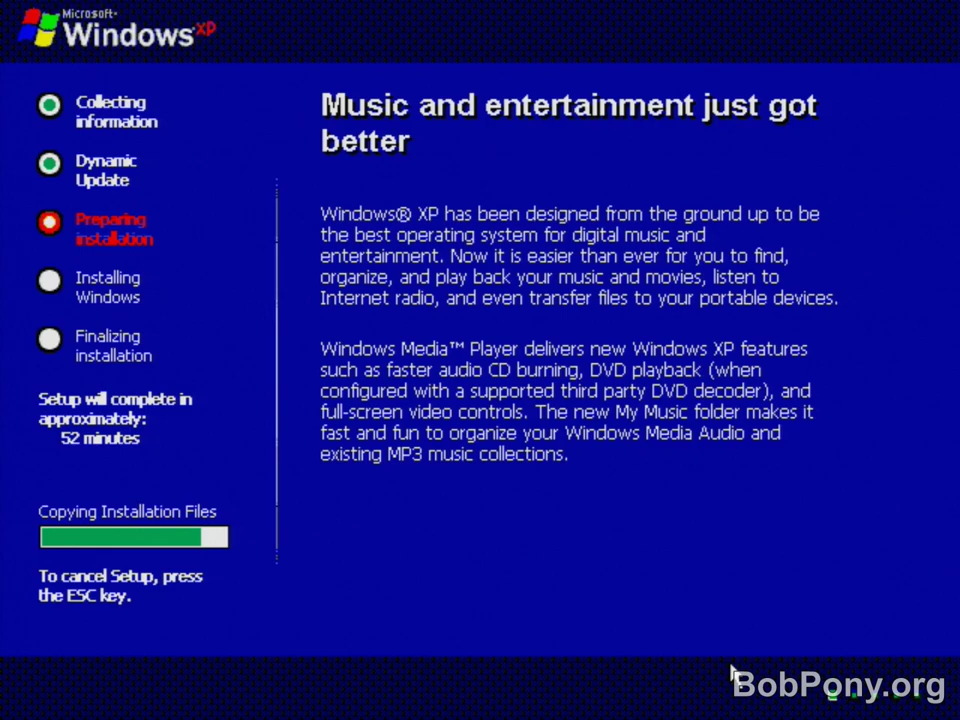 Microsoft®
Windows XP
Collecting
information
Dynamic
Update
Preparing
installation
Installing
Windows
Finalizing
installation
Setup will complete in
approximately:
52 minutes
Copying Installation Files
To cancel Setup, press
the ESC key.
Music and entertainment just got
better
Windows® XP has been designed from the ground up to be
the best operating system for digital music and
entertainment. Now it is easier than ever for you to find,
organize, and play back your music and movies, listen to
Internet radio, and even transfer files to your portable devices.
Windows Media™ Player delivers new Windows XP features
such as faster audio CD burning, DVD playback (when
configured with a supported third party DVD decoder), and
full-screen video controls. The new My Music folder makes it
fast and fun to organize your Windows Media Audio and
existing MP3 music collections.
BobPony.org